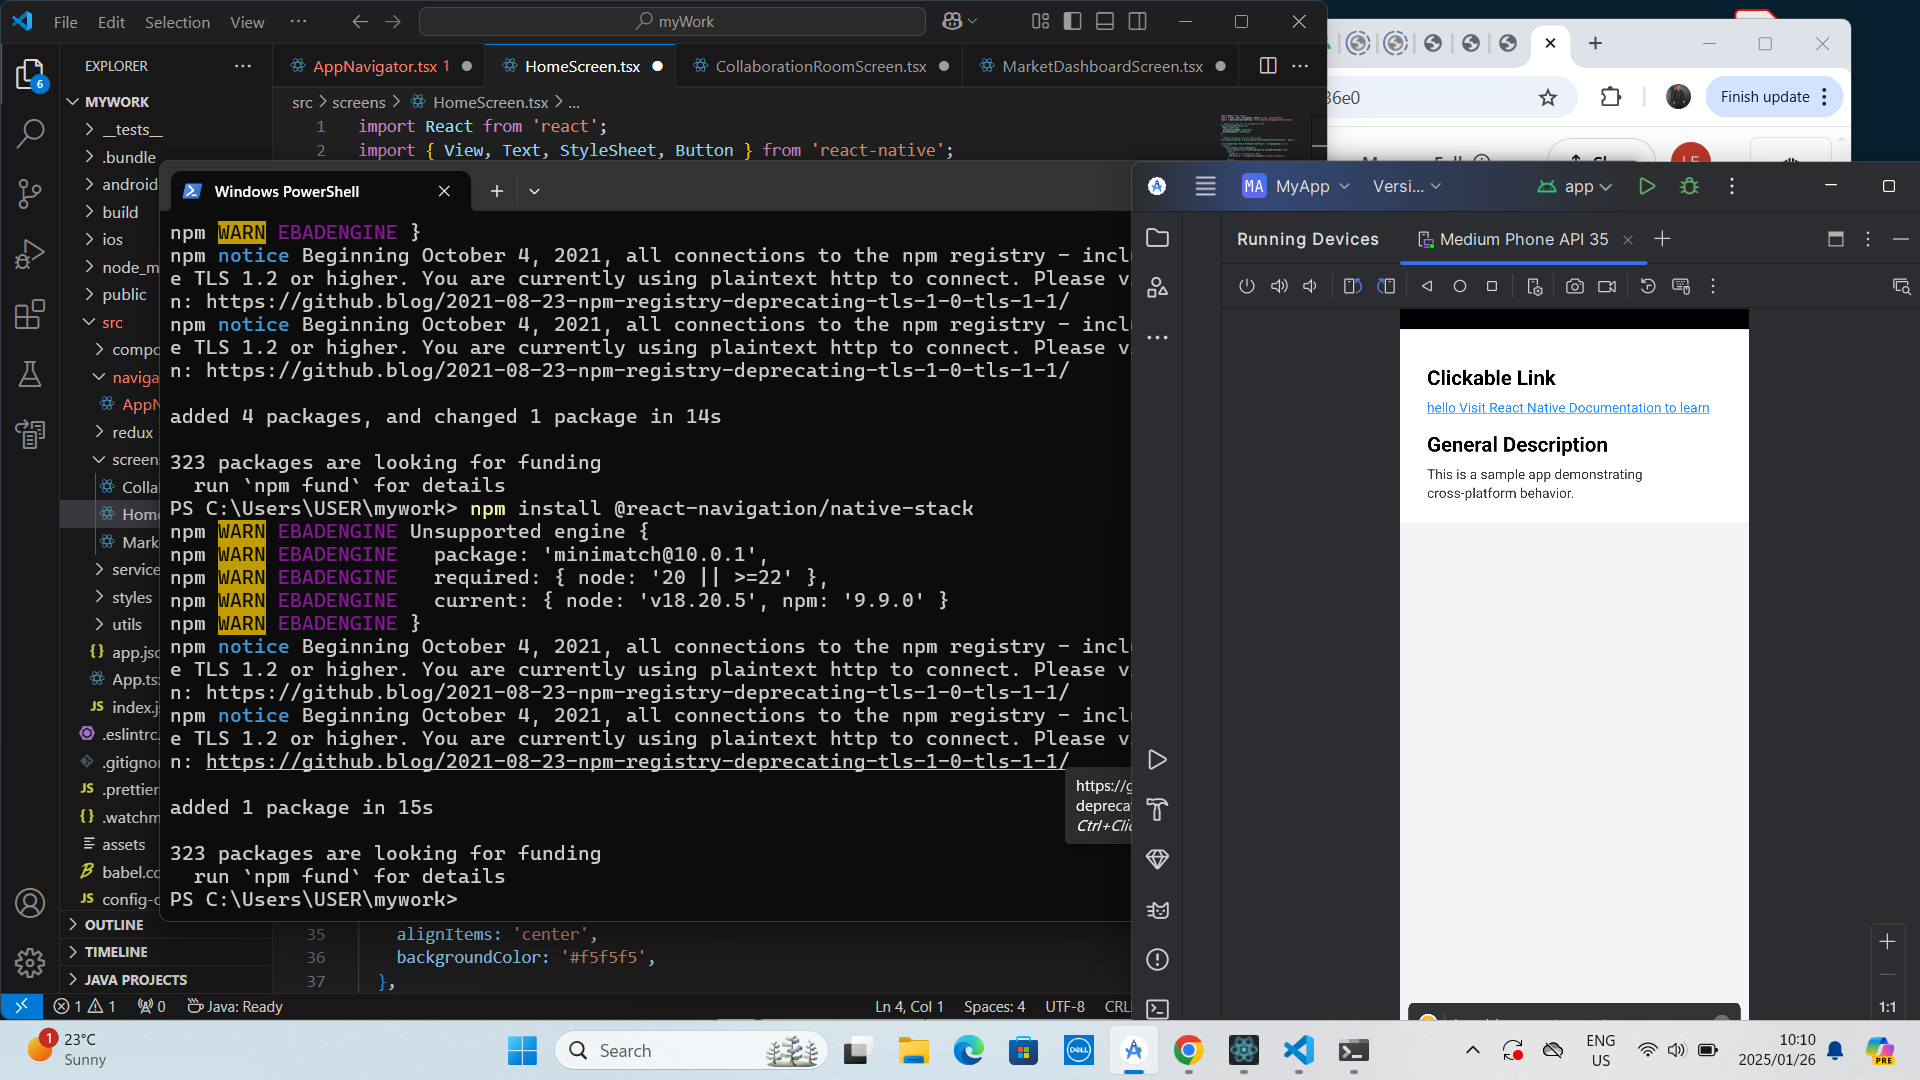 File Edit Selection View ···
myWork
EXPLORER
AppNavigator.tsx 1
HomeScreen.tsx
CollaborationRoomScreen.tsx
MarketDashboardScreen.tsx
src > screens > HomeScreen.tsx > ...
1 import React from 'react';
2 import { View, Text, StyleSheet, Button } from 'react-native';
6
MYWORK
__tests__
.bundle
android
build
ios
node_m
public
src
compo
naviga
AppN
redux
screen
Colla
Home
Mark
service
styles
utils
app.jso
App.ts
JS index.j
.eslintrc.
.gitigno
JS .prettier
.watchm
assets
babel.co
JS config-
OUTLINE
TIMELINE
JAVA PROJECTS
Windows PowerShell
npm WARN EBADENGINE }
npm notice Beginning October 4, 2021, all connections to the npm registry - incl
e TLS 1.2 or higher. You are currently using plaintext http to connect. Please v
n: https://github.blog/2021-08-23-npm-registry-deprecating-tls-1-0-tls-1-1/
npm notice Beginning October 4, 2021, all connections to the npm registry - incl
e TLS 1.2 or higher. You are currently using plaintext http to connect. Please v
n: https://github.blog/2021-08-23-npm-registry-deprecating-tls-1-0-tls-1-1/
added 4 packages, and changed 1 package in 14s
323 packages are looking for funding
run `npm fund` for details
PS C:\Users\USER\mywork> npm install @react-navigation/native-stack
npm WARN EBADENGINE Unsupported engine {
npm WARN EBADENGINE package: 'minimatch@10.0.1',
npm WARN EBADENGINE required: { node: '20 || >=22' },
npm WARN EBADENGINE current: { node: 'v18.20.5', npm: '9.9.0' }
npm WARN EBADENGINE }
npm notice Beginning October 4, 2021, all connections to the npm registry - incl
e TLS 1.2 or higher. You are currently using plaintext http to connect. Please v
n: https://github.blog/2021-08-23-npm-registry-deprecating-tls-1-0-tls-1-1/
npm notice Beginning October 4, 2021, all connections to the npm registry - incl
e TLS 1.2 or higher. You are currently using plaintext http to connect. Please v
n: https://github.blog/2021-08-23-npm-registry-deprecating-tls-1-0-tls-1-1/
added 1 package in 15s
323 packages are looking for funding
run `npm fund` for details
PS C:\Users\USER\mywork>
https://g
depreca
Ctrl+Clic
35 alignItems: 'center',
36 backgroundColor: '#f5f5f5',
37 },
1 1 0 Java: Ready
Ln 4, Col 1 Spaces: 4 UTF-8 CRL
36e0
Finish update
MA MyApp Versi... app
Running Devices Medium Phone API 35
Clickable Link
hello Visit React Native Documentation to learn
General Description
This is a sample app demonstrating
cross-platform behavior.
1:1
1
23°C
Sunny
Search
DELL
PRE
ENG
US
10:10
2025/01/26